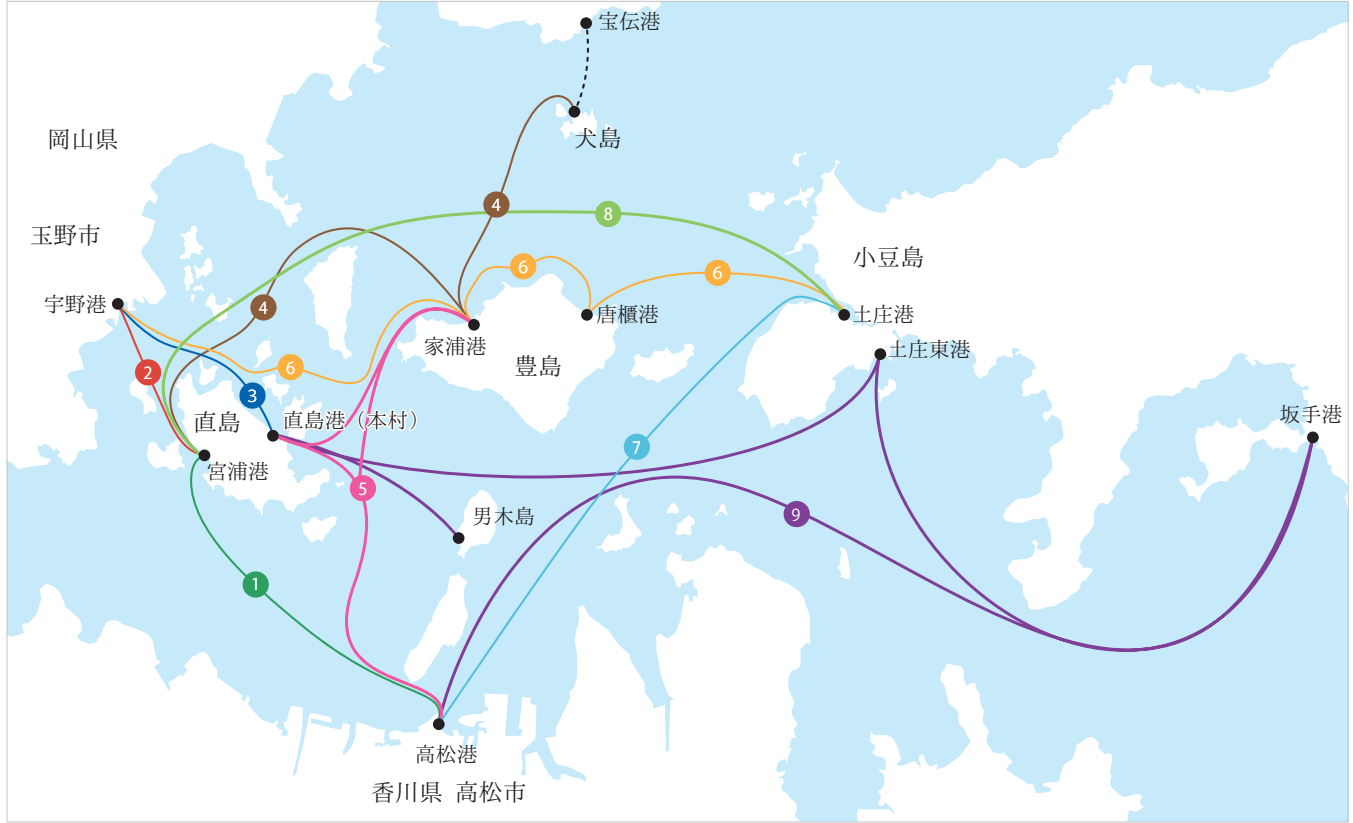 宝伝港
岡山県
犬島
4
8
玉野市
小豆島
6
6
宇野港
4
唐櫃港
土庄港
家浦港
土庄東港
豊島
2
6
3
直島
直島港（本村）
坂手港
7
宮浦港
5
男木島
9
1
高松港
香川県 高松市